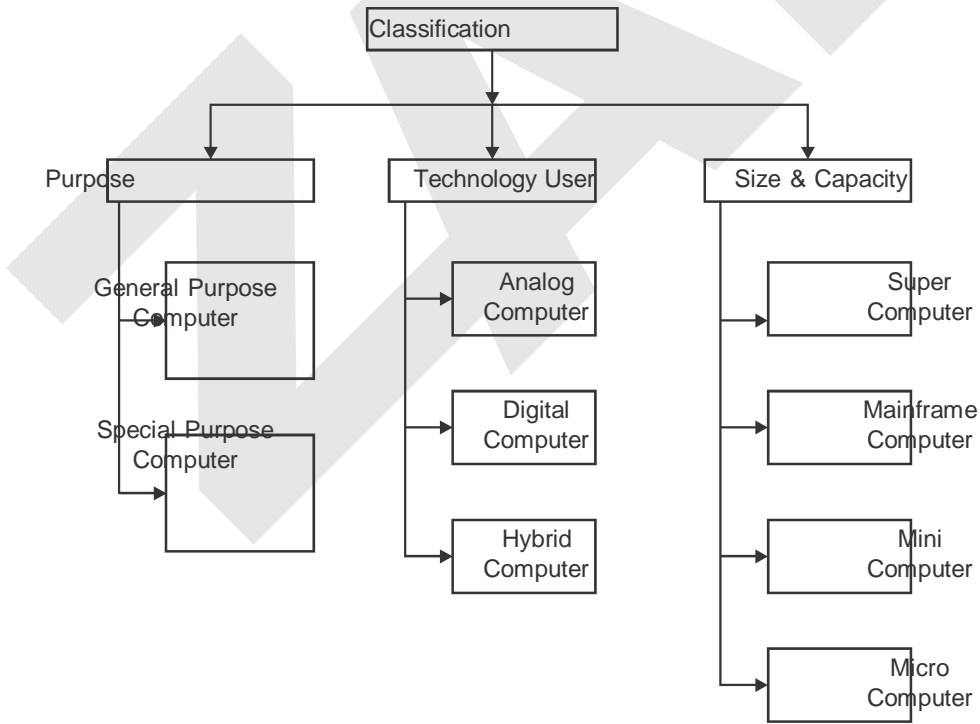 Classification
Purpose
General Purpose
Computer
Special Purpose
Computer
Technology User
Analog
Computer
Digital
Computer
Hybrid
Computer
Size & Capacity
Super
Computer
Mainframe
Computer
Mini
Computer
Micro
Computer